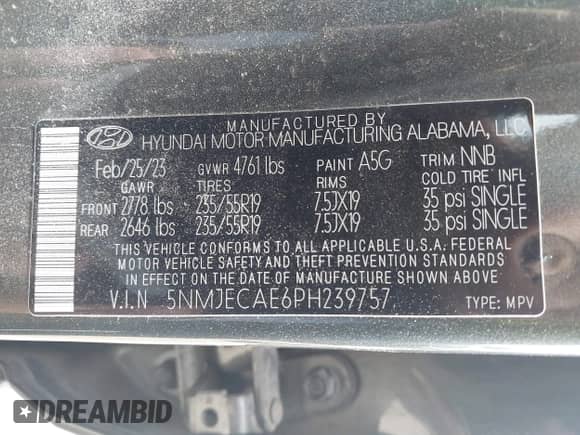 MANUFACTURED BY
HYUNDAI MOTOR MANUFACTURING ALABAMA, LLC
Feb/25/23 GVWR 4761 lbs PAINT A5G TRIM NNB
GAWR TIRES RIMS COLD TIRE INFL
FRONT 2778 lbs 235/55R19 7.5JX19 35 psi SINGLE
REAR 2646 lbs 235/55R19 7.5JX19 35 psi SINGLE
THIS VEHICLE CONFORMS TO ALL APPLICABLE U.S.A. FEDERAL
MOTOR VEHICLE SAFETY AND THEFT PREVENTION STANDARDS
IN EFFECT ON THE DATE OF MANUFACTURE SHOWN ABOVE.
V.I.N 5NMJECAE6PH239757 TYPE: MPV
DREAMBID